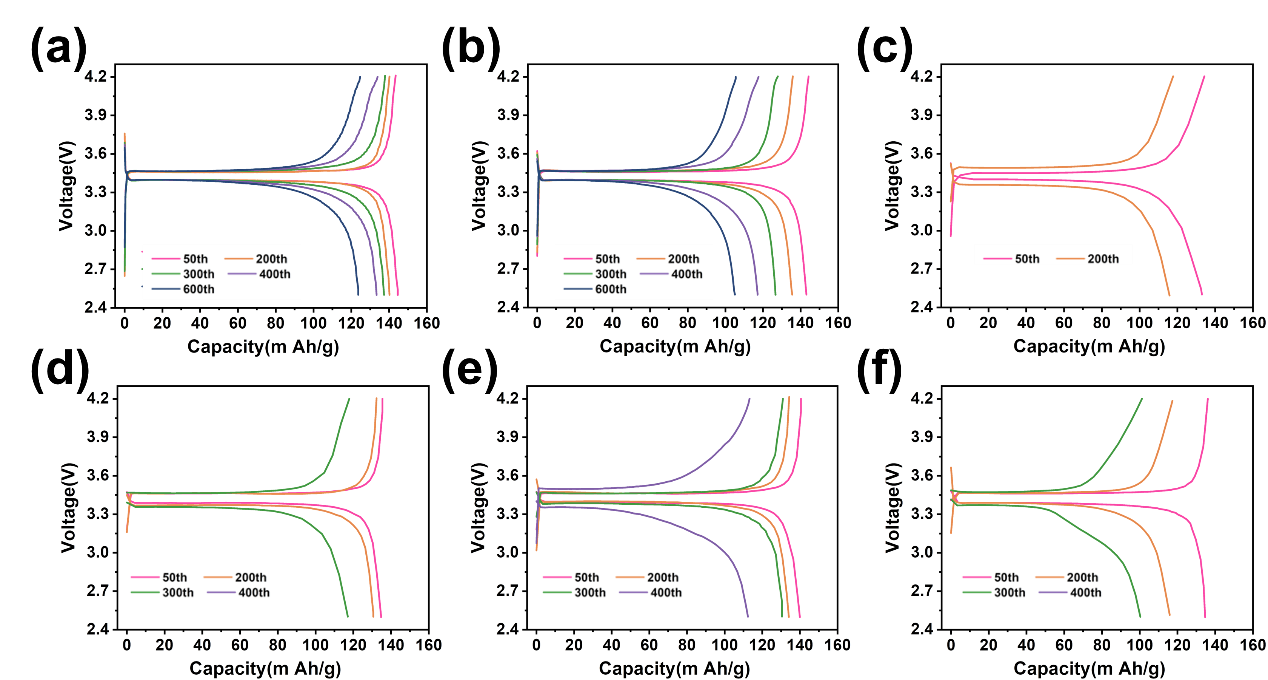 (a)
4.2
3.9
3.6
3.3
3.0
2.7
2.4
Voltage(V)
50th 200th
300th 400th
600th
0 20 40 60 80 100 120 140 160
Capacity(m Ah/g)
(b)
4.2
3.9
3.6
3.3
3.0
2.7
2.4
Voltage(V)
50th 200th
300th 400th
600th
0 20 40 60 80 100 120 140 160
Capacity(m Ah/g)
(c)
4.2
3.9
3.6
3.3
3.0
2.7
2.4
Voltage(V)
50th 200th
0 20 40 60 80 100 120 140 160
Capacity(m Ah/g)
(d)
4.2
3.9
3.6
3.3
3.0
2.7
2.4
Voltage(V)
50th 200th
300th 400th
0 20 40 60 80 100 120 140 160
Capacity(m Ah/g)
(e)
4.2
3.9
3.6
3.3
3.0
2.7
2.4
Voltage(V)
50th 200th
300th 400th
0 20 40 60 80 100 120 140 160
Capacity(m Ah/g)
(f)
4.2
3.9
3.6
3.3
3.0
2.7
2.4
Voltage(V)
50th 200th
300th 400th
0 20 40 60 80 100 120 140 160
Capacity(m Ah/g)